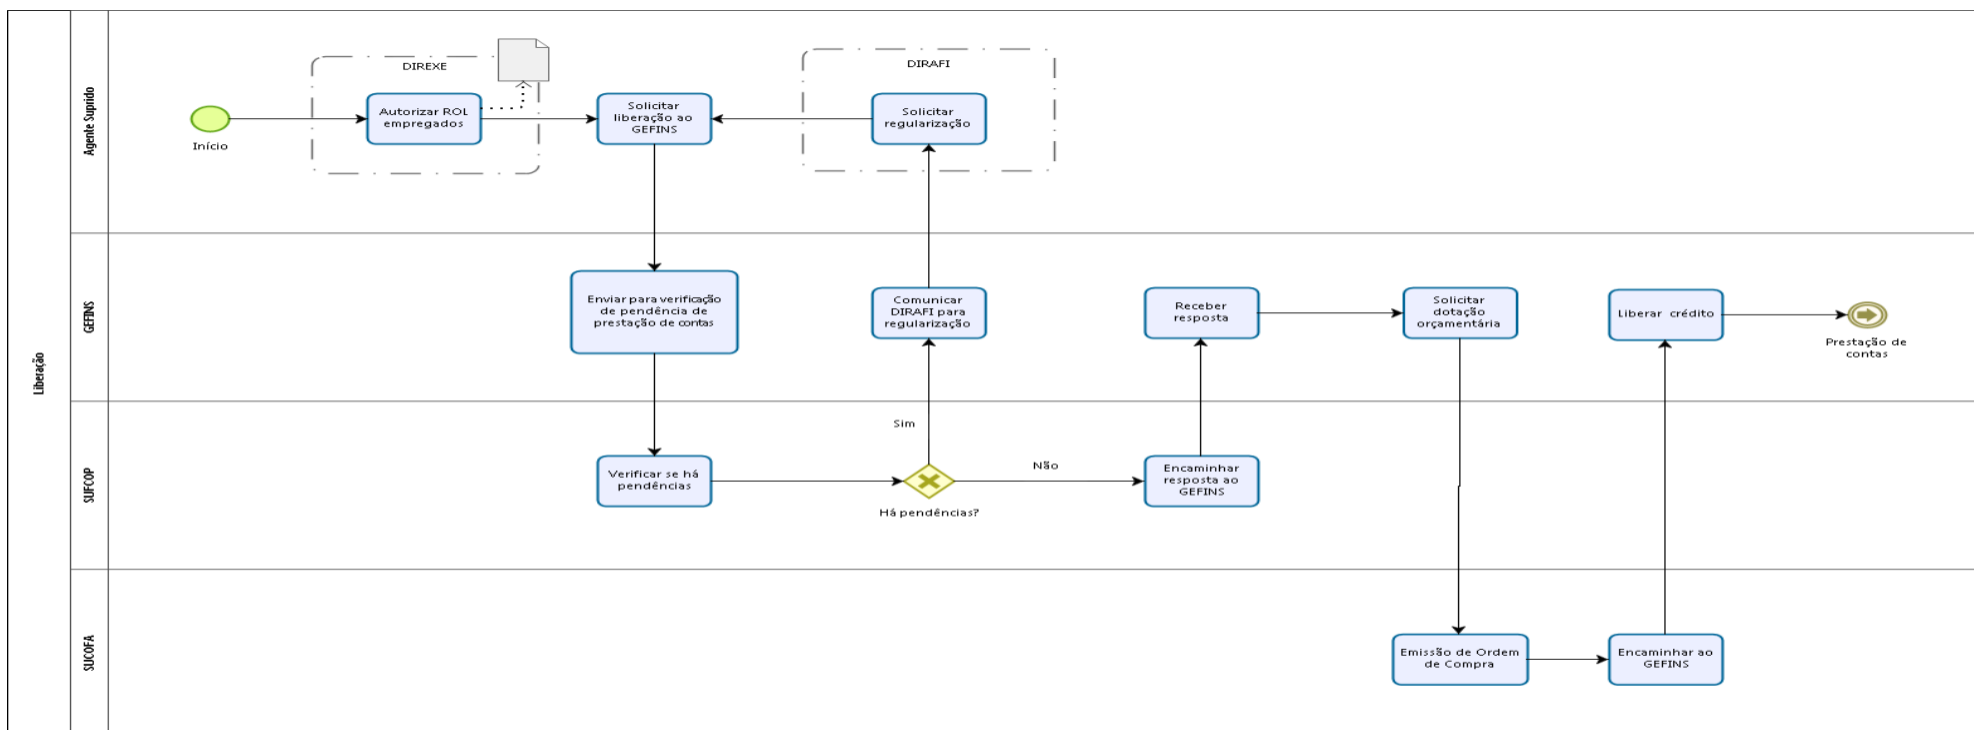 Liberação
Agente Suprido
DIREXE
DIRAFI
Início
Autorizar ROL
empregados
Solicitar
liberação ao
GEFINS
Solicitar
regularização
GEFINS
Enviar para verificação
de pendência de
prestação de contas
Comunicar
DIRAFI para
regularização
Receber
resposta
Solicitar
dotação
orçamentária
Liberar crédito
Prestação de
contas
SUFCOP
Verificar se há
pendências
Sim
Há pendências?
Não
Encaminhar
resposta ao
GEFINS
SUCOFA
Emissão de Ordem
de Compra
Encaminhar ao
GEFINS